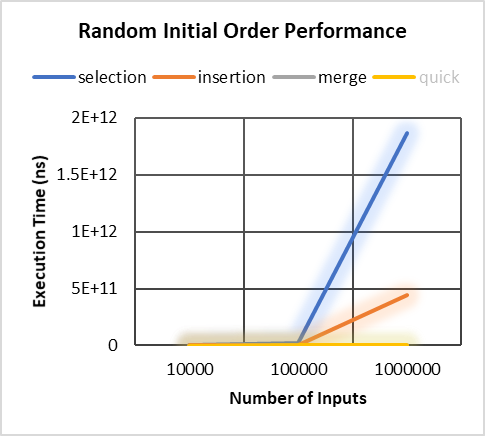 Random Initial Order Performance
selection insertion merge quick
2E+12
1.5E+12
1E+12
5E+11
0
Execution Time (ns)
10000 100000 1000000
Number of Inputs